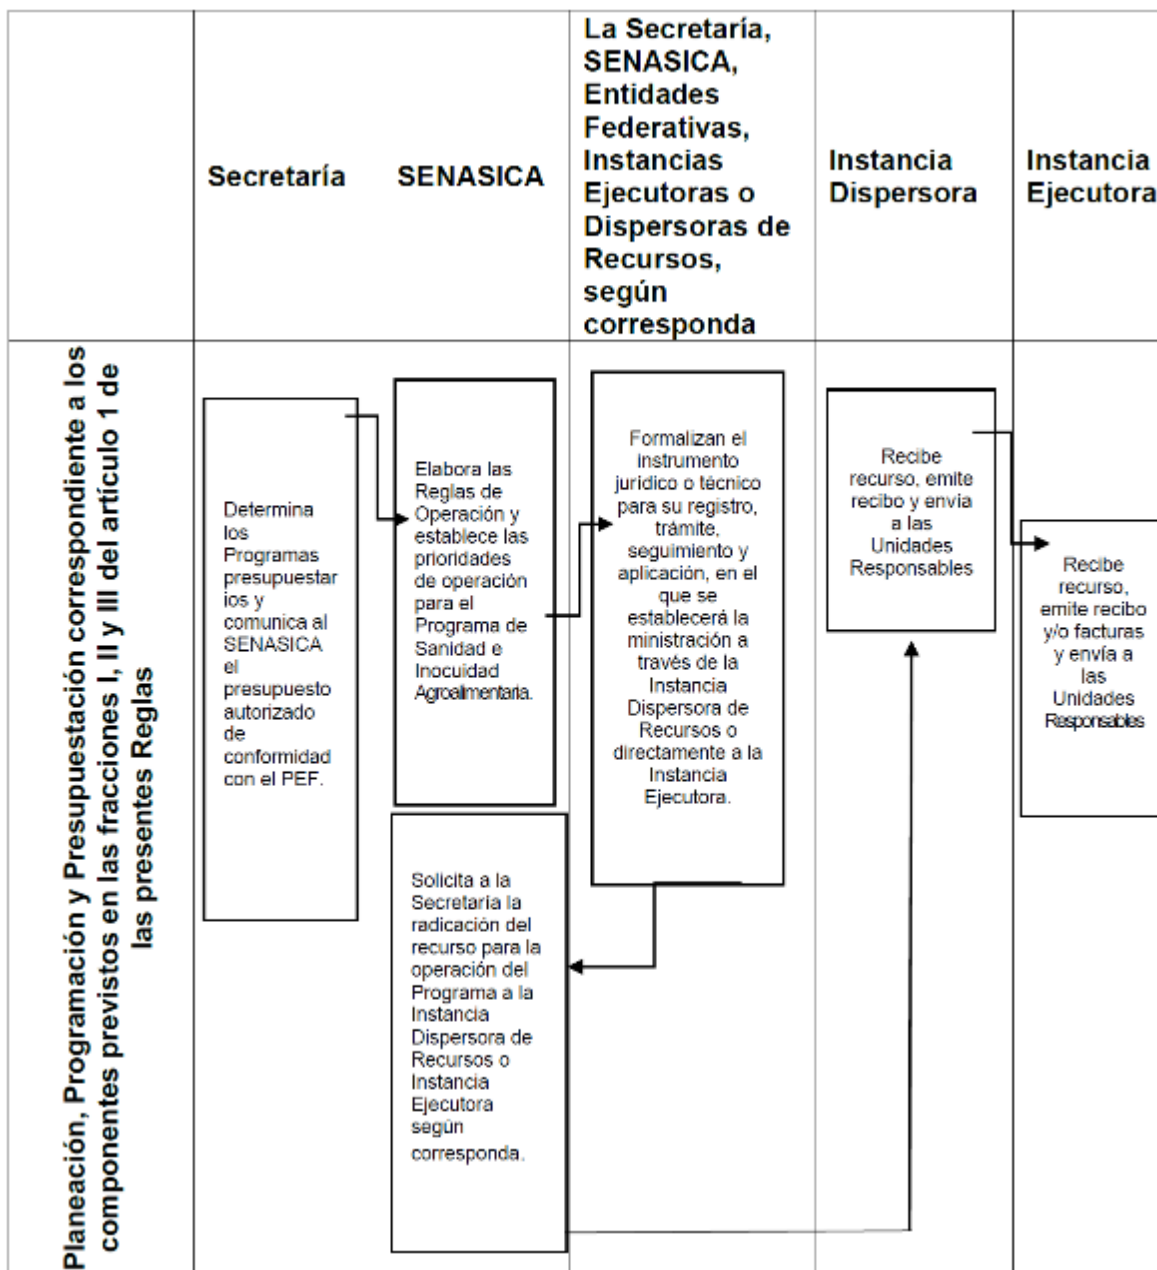 Secretaría
SENASICA
La Secretaría,
SENASICA,
Entidades
Federativas,
Instancias
Ejecutoras o
Dispersoras de
Recursos,
según
corresponda
Instancia
Dispersora
Instancia
Ejecutora
Planeación, Programación y Presupuestación correspondiente a los
componentes previstos en las fracciones I, II y III del artículo 1 de
las presentes Reglas
Determina
los
Programas
presupuestar
ios y
comunica al
SENASICA
el
presupuesto
autorizado
de
conformidad
con el PEF.
Elabora las
Reglas de
Operación y
establece las
prioridades
de operación
para el
Programa de
Sanidad e
Inocuidad
Agroalimentaria.
Formalizan el
instrumento
jurídico o técnico
para su registro,
trámite,
seguimiento y
aplicación, en el
que se
establecerá la
ministración a
través de la
Instancia
Dispersora de
Recursos o
directamente a la
Instancia
Ejecutora.
Solicita a la
Secretaría la
radicación del
recurso para la
operación del
Programa a la
Instancia
Dispersora de
Recursos o
Instancia
Ejecutora
según
corresponda.
Recibe
recurso, emite
recibo y envía
a las
Unidades
Responsables
Recibe
recurso,
emite recibo
y/o facturas
y envía a
las
Unidades
Responsables